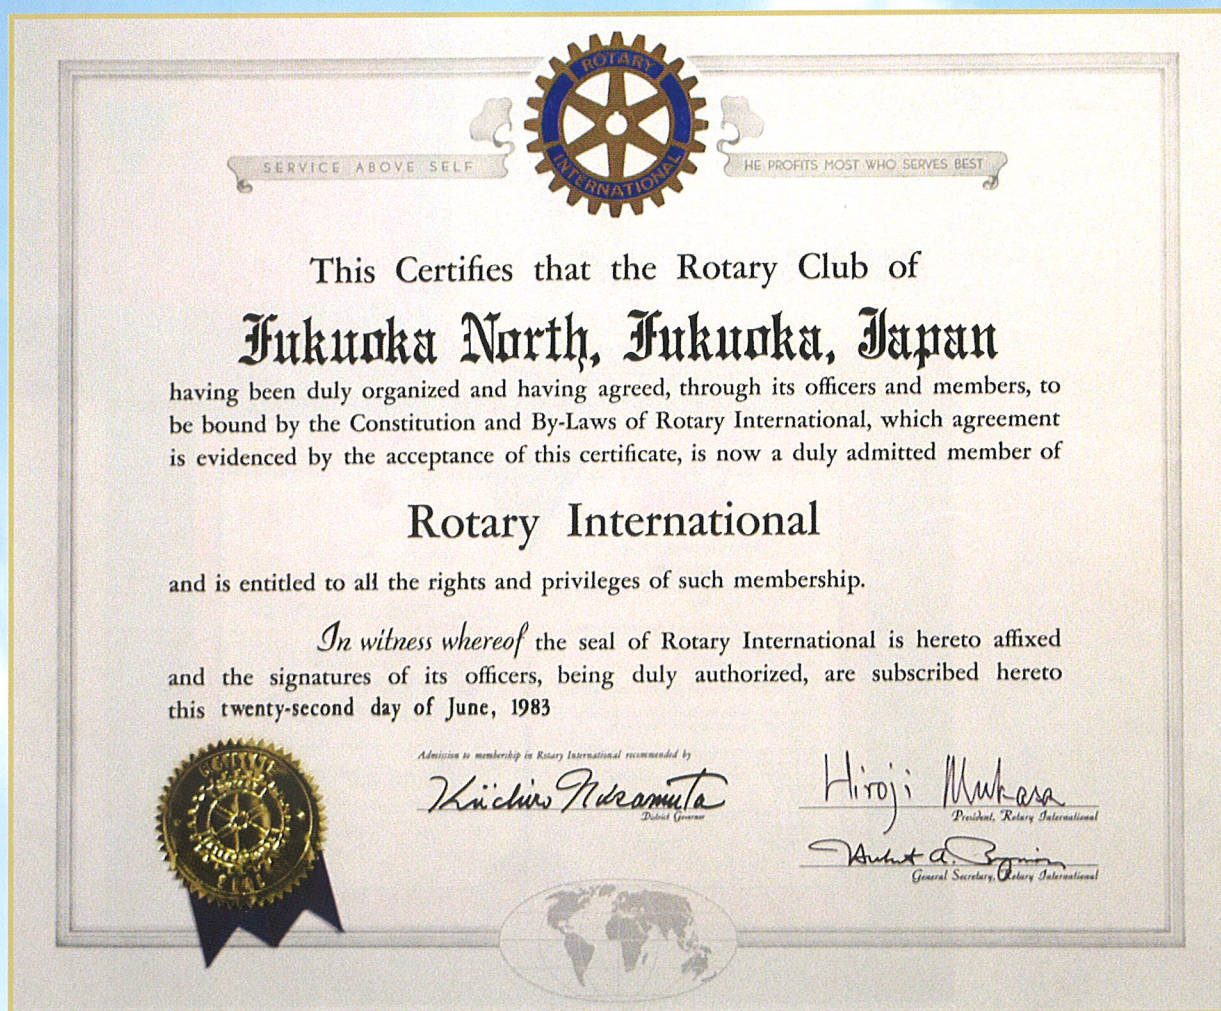 ROTARY
INTERNATIONAL
SERVICE ABOVE SELF
HE PROFITS MOST WHO SERVES BEST
This Certifies that the Rotary Club of
Fukuoka North, Fukuoka, Japan
having been duly organized and having agreed, through its officers and members, to
be bound by the Constitution and By-Laws of Rotary International, which agreement
is evidenced by the acceptance of this certificate, is now a duly admitted member of
Rotary International
and is entitled to all the rights and privileges of such membership.
In witness whereof the seal of Rotary International is hereto affixed
and the signatures of its officers, being duly authorized, are subscribed hereto
this twenty-second day of June, 1983
Admission to membership in Rotary International recommended by
District Governor
Hiroji Mukasa
President, Rotary International
General Secretary, Rotary International
SEAL